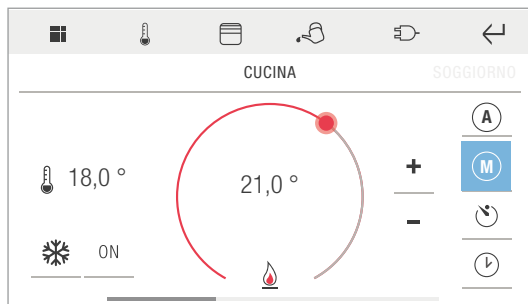 CUCINA SOGGIORNO
A
18,0 ° 21,0 ° + M
-
ON